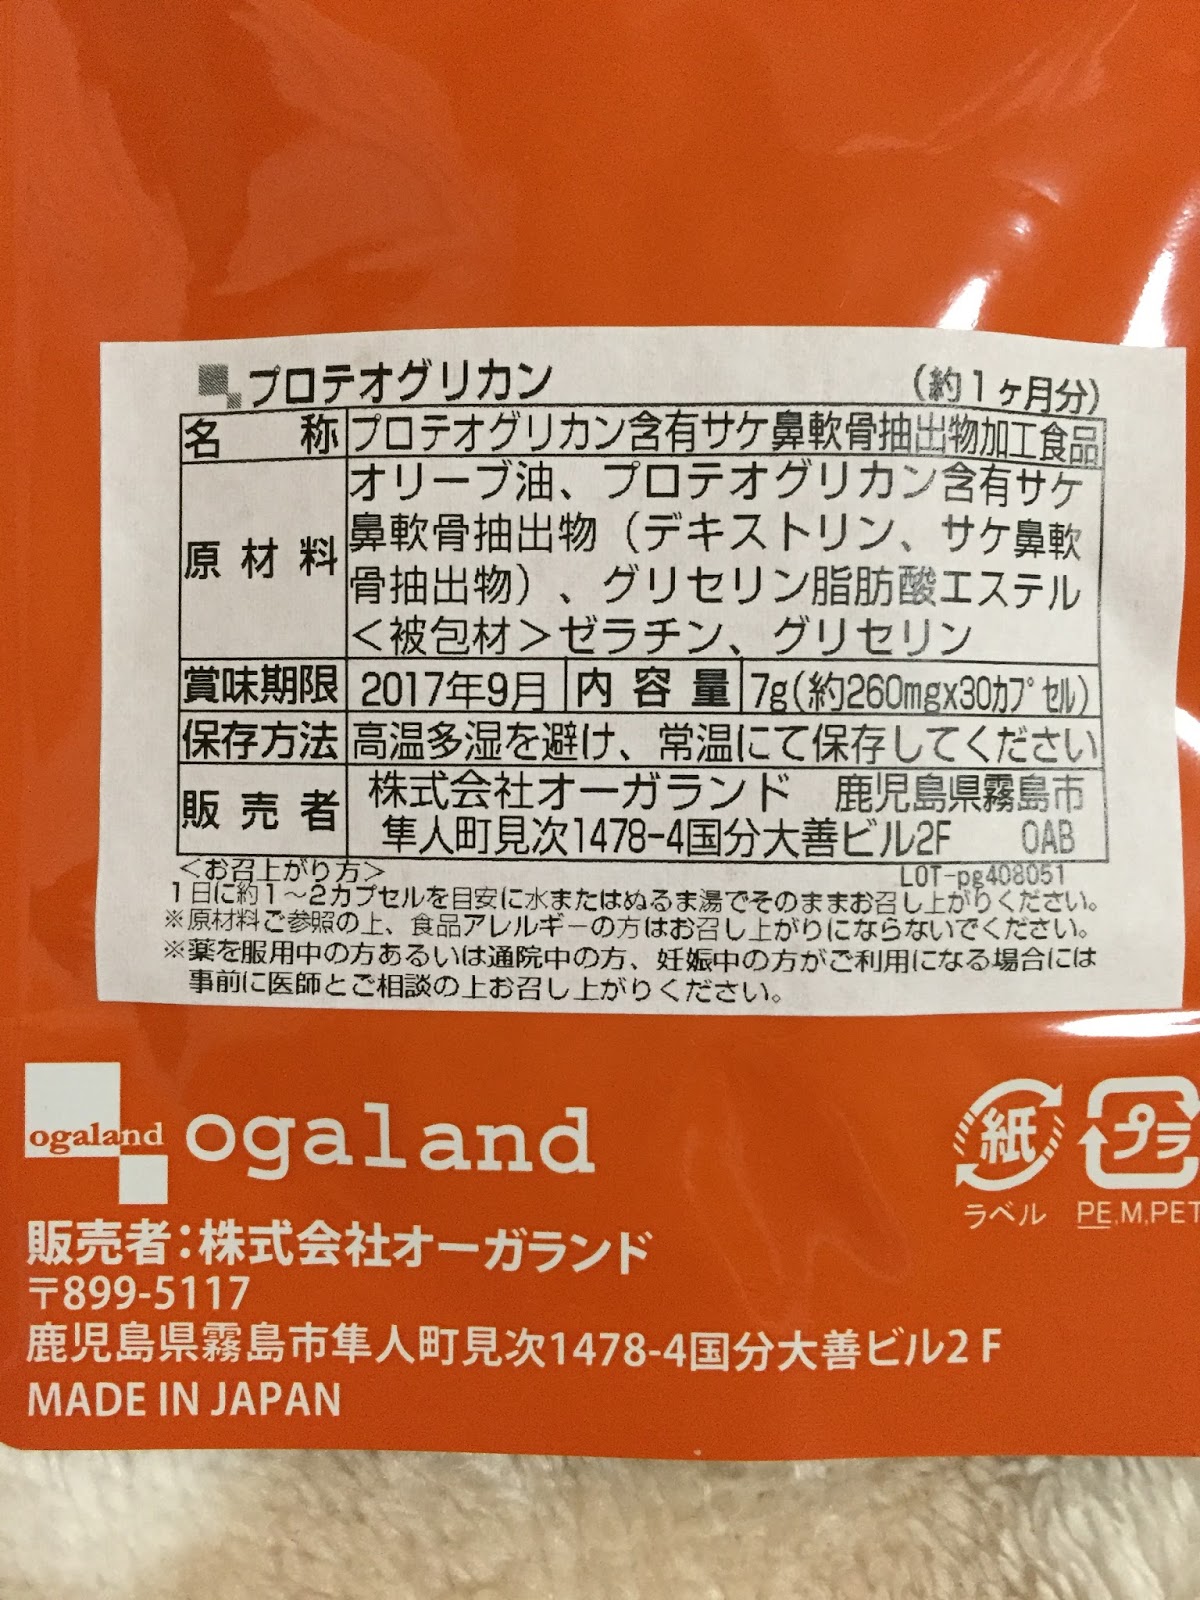 プロテオグリカン (約1ヶ月分)
名称 プロテオグリカン含有サケ鼻軟骨抽出物加工食品
原材料 オリーブ油、プロテオグリカン含有サケ
鼻軟骨抽出物(デキストリン、サケ鼻軟
骨抽出物)、グリセリン脂肪酸エステル
<被包材>ゼラチン、グリセリン
賞味期限 2017年9月 内容量 7g(約260mgx30カプセル)
保存方法 高温多湿を避け、常温にて保存してください
販売者 株式会社オーガランド 鹿児島県霧島市
隼人町見次1478-4国分大善ビル2F OAB
<お召上がり方> LOT-pg408051
1日に約1〜2カプセルを目安に水またはぬるま湯でそのままお召し上がりください。
※原材料ご参照の上、食品アレルギーの方はお召し上がりにならないでください。
※薬を服用中の方あるいは通院中の方、妊娠中の方がご利用になる場合には
事前に医師とご相談の上お召し上がりください。
ogaland ogaland
紙 プラ
ラベル PE,M,PET
販売者:株式会社オーガランド
〒899-5117
鹿児島県霧島市隼人町見次1478-4国分大善ビル2F
MADE IN JAPAN